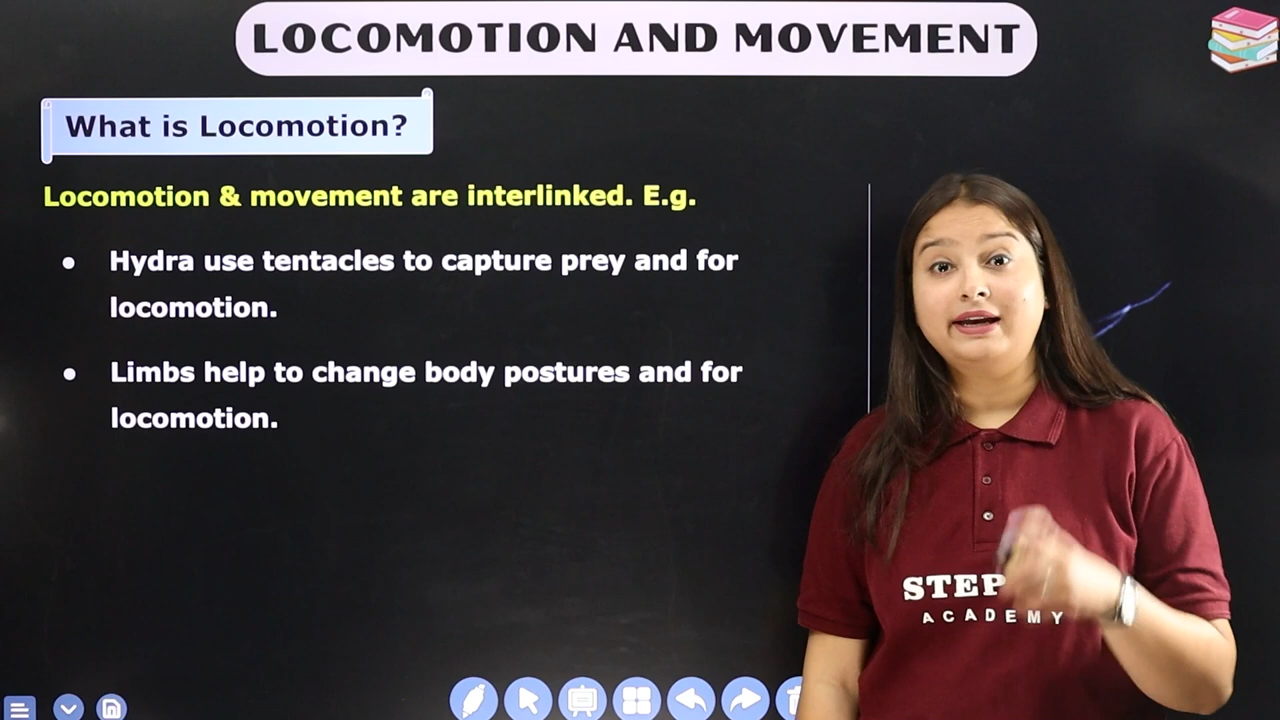 LOCOMOTION AND MOVEMENT
What is Locomotion?
Locomotion & movement are interlinked. E.g.
• Hydra use tentacles to capture prey and for
locomotion.
• Limbs help to change body postures and for
locomotion.
STEP
ACADEMY